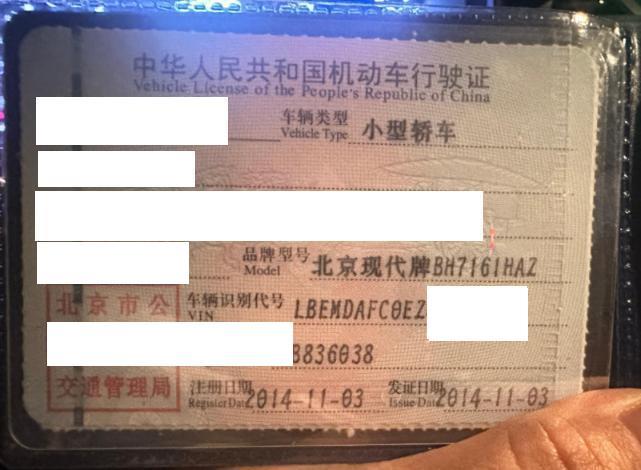 中华人民共和国机动车行驶证
Vehicle License of the People's Republic of China
车辆类型 小型轿车
Vehicle Type
品牌型号 北京现代牌BH7161HAZ
Model
北京市公
车辆识别代号 LBEMDAFC0EZ
VIN
B836038
交通管理局
注册日期 2014-11-03 发证日期 2014-11-03
Register Date Issue Date